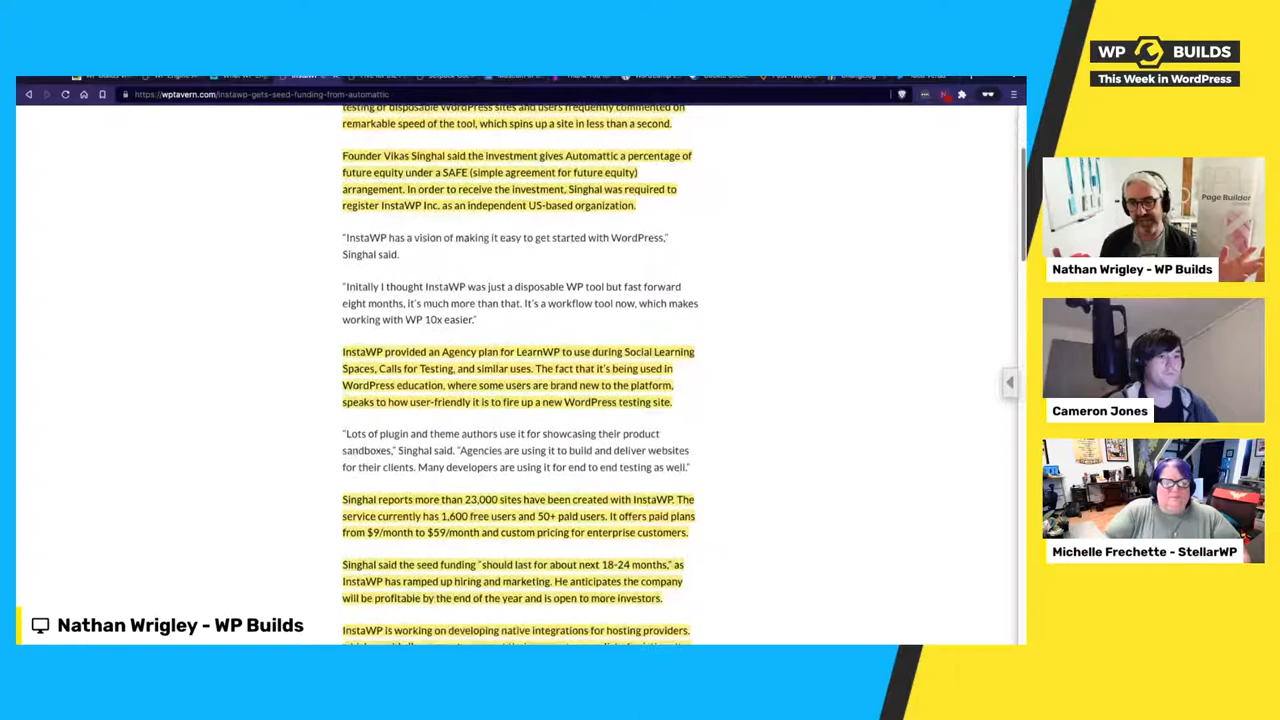 WP BUILDS
This Week in WordPress
https://wptavern.com/instawp-gets-seed-funding-from-automattic
testing or disposable WordPress sites and users frequently commented on
remarkable speed of the tool, which spins up a site in less than a second.
Founder Vikas Singhal said the investment gives Automattic a percentage of
future equity under a SAFE (simple agreement for future equity)
arrangement. In order to receive the investment, Singhal was required to
register InstaWP Inc. as an independent US-based organization.
“InstaWP has a vision of making it easy to get started with WordPress,”
Singhal said.
“Initally I thought InstaWP was just a disposable WP tool but fast forward
eight months, it’s much more than that. It’s a workflow tool now, which makes
working with WP 10x easier.”
InstaWP provided an Agency plan for LearnWP to use during Social Learning
Spaces, Calls for Testing, and similar uses. The fact that it’s being used in
WordPress education, where some users are brand new to the platform,
speaks to how user-friendly it is to fire up a new WordPress testing site.
“Lots of plugin and theme authors use it for showcasing their product
sandboxes,” Singhal said. “Agencies are using it to build and deliver websites
for their clients. Many developers are using it for end to end testing as well.”
Singhal reports more than 23,000 sites have been created with InstaWP. The
service currently has 1,600 free users and 50+ paid users. It offers paid plans
from $9/month to $59/month and custom pricing for enterprise customers.
Singhal said the seed funding “should last for about next 18-24 months,” as
InstaWP has ramped up hiring and marketing. He anticipates the company
will be profitable by the end of the year and is open to more investors.
InstaWP is working on developing native integrations for hosting providers.
Page Builder
Nathan Wrigley - WP Builds
Cameron Jones
Michelle Frechette - StellarWP
Nathan Wrigley - WP Builds